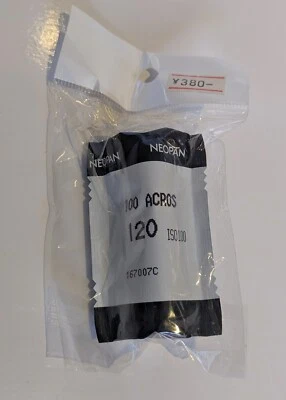 ¥380-
NEOPAN NEOPAN
100 ACROS
120 ISO100
167007C